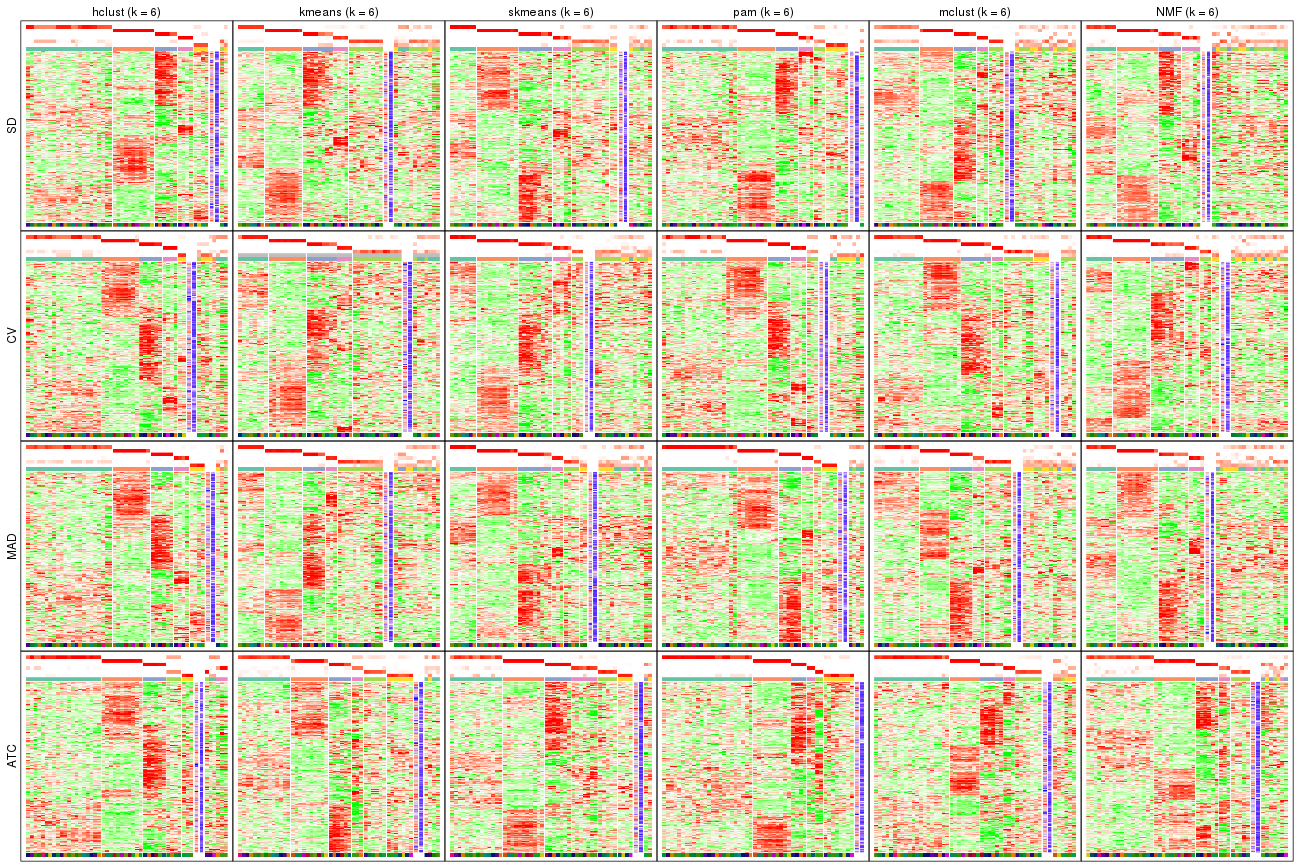 hclust (k = 6) kmeans (k = 6) skmeans (k = 6) pam (k = 6) mclust (k = 6) NMF (k = 6)
SD
CV
MAD
ATC